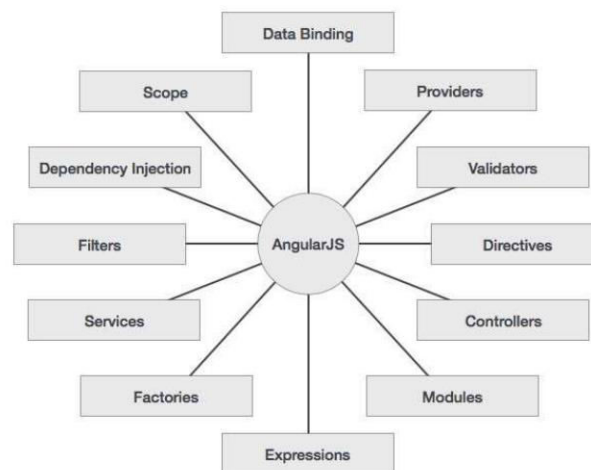 Data Binding
Scope
Providers
Dependency Injection
Validators
Filters
AngularJS
Directives
Services
Controllers
Factories
Modules
Expressions